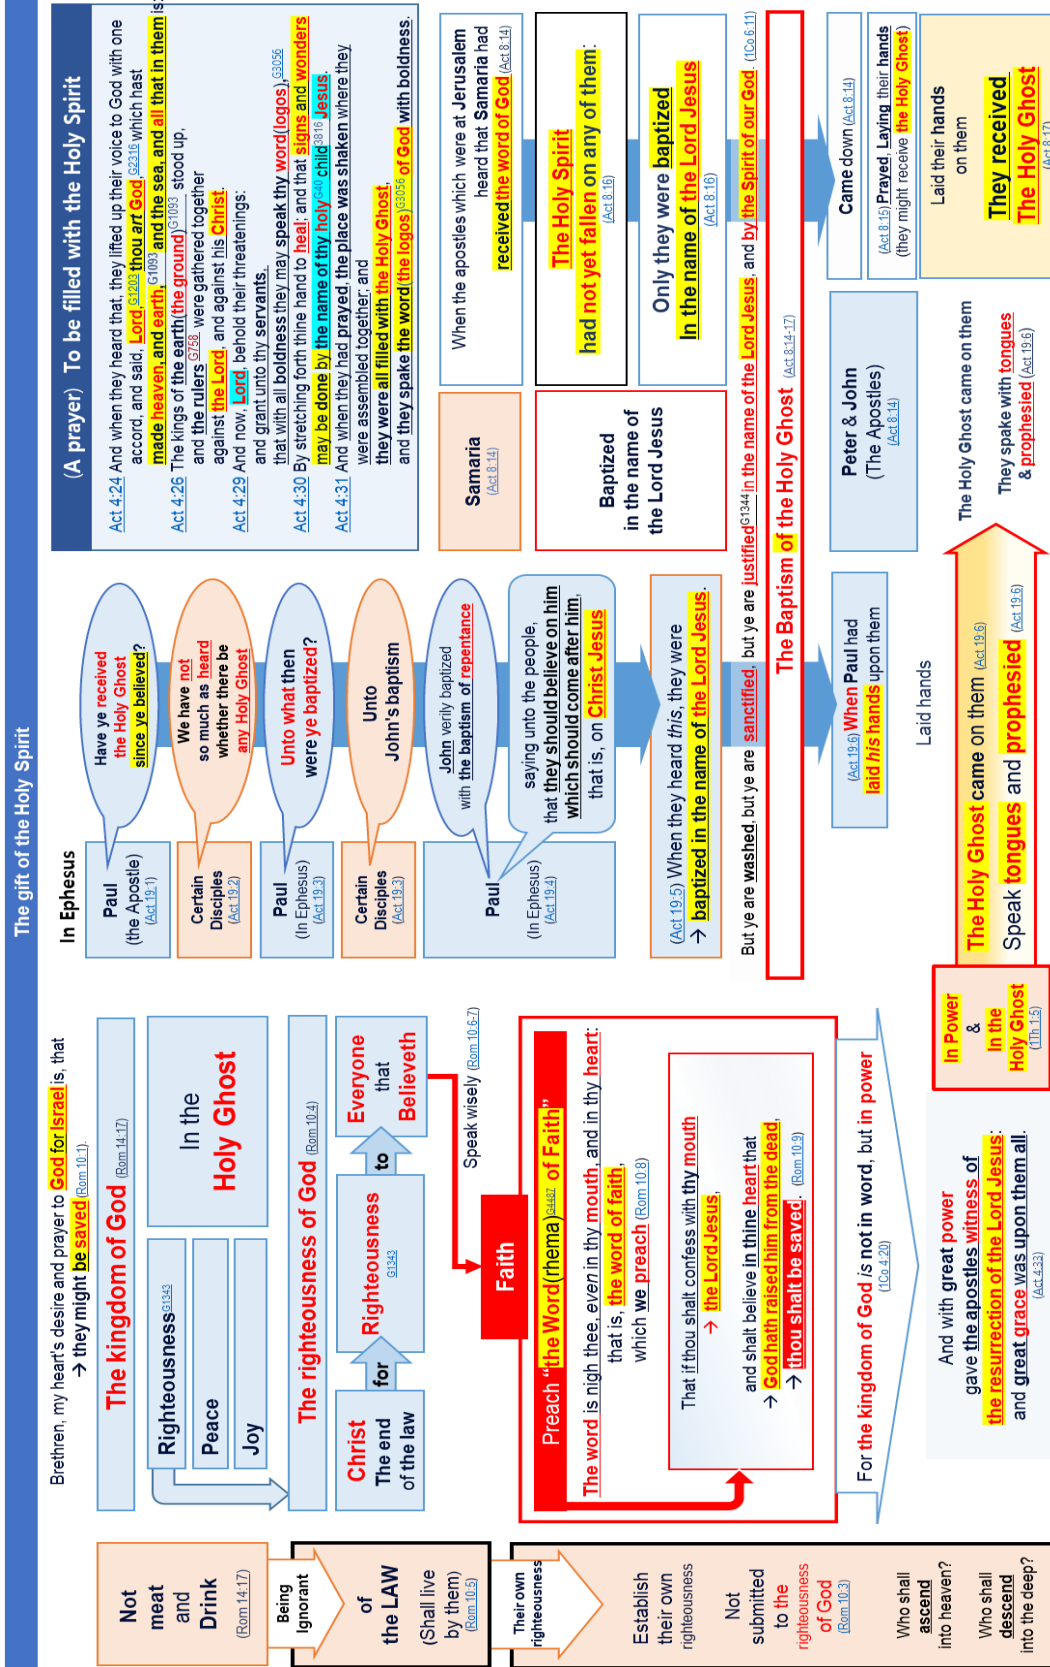 The gift of the Holy Spirit
Not
meat
and
Drink
(Rom 14:17)
Being
Ignorant
of
the LAW
(Shall live
by them)
(Rom 10:5)
Their own
righteousness
Establish
their own
righteousness
Not
submitted
to the
righteousness
of God
(Rom 10:3)
Who shall
ascend
into heaven?
Who shall
descend
into the deep?
Brethren, my heart's desire and prayer to God for Israel is, that
→ they might be saved (Rom 10:1).
The kingdom of God (Rom 14:17)
Righteousness G1343
Peace
Joy
In the
Holy Ghost
The righteousness of God (Rom 10:4)
Christ
The end
of the law
for
Righteousness
G1343
to
Everyone
that
Believeth
Speak wisely (Rom 10:6-7)
Faith
Preach "the Word(rhema)G4487 of Faith"
The word is nigh thee, even in thy mouth, and in thy heart:
that is, the word of faith,
which we preach (Rom 10:8)
That if thou shalt confess with thy mouth
→ the Lord Jesus,
and shalt believe in thine heart that
→ God hath raised him from the dead,
→ thou shalt be saved. (Rom 10:9)
For the kingdom of God is not in word, but in power
(1Co 4:20)
And with great power
gave the apostles witness of
the resurrection of the Lord Jesus:
and great grace was upon them all.
(Act 4:33)
In Power
&
In the
Holy Ghost
(1Th 1:5)
The Holy Ghost came on them (Act 19:6)
Speak tongues and prophesied (Act 19:6)
In Ephesus
Paul
(the Apostle)
(Act 19:1)
Have ye received
the Holy Ghost
since ye believed?
Certain
Disciples
(Act 19:2)
We have not
so much as heard
whether there be
any Holy Ghost
Paul
(In Ephesus)
(Act 19:3)
Unto what then
were ye baptized?
Certain
Disciples
(Act 19:3)
Unto
John's baptism
Paul
(In Ephesus)
(Act 19:4)
John verily baptized
with the baptism of repentance
saying unto the people,
that they should believe on him
which should come after him,
that is, on Christ Jesus
(Act 19:5) When they heard this, they were
→ baptized in the name of the Lord Jesus.
But ye are washed, but ye are sanctified, but ye are justifiedG1344 in the name of the Lord Jesus, and by the Spirit of our God. (1Co 6:11)
The Baptism of the Holy Ghost (Act 8:14-17)
(Act 19:6) When Paul had
laid his hands upon them
Laid hands
(A prayer) To be filled with the Holy Spirit
Act 4:24 And when they heard that, they lifted up their voice to God with one
accord, and said, Lord,G1203 thou art God,G2316 which hast
made heaven, and earth,G1093 and the sea, and all that in them is:
Act 4:26 The kings of the earth(the ground)G1093 stood up,
and the rulers G758 were gathered together
against the Lord, and against his Christ.
Act 4:29 And now, Lord, behold their threatenings:
and grant unto thy servants,
that with all boldness they may speak thy word(logos),G3056
Act 4:30 By stretching forth thine hand to heal; and that signs and wonders
may be done by the name of thy holyG40 child3816 Jesus.
Act 4:31 And when they had prayed, the place was shaken where they
were assembled together; and
they were all filled with the Holy Ghost,
and they spake the word(the logos)G3056 of God with boldness.
Samaria
(Act 8:14)
When the apostles which were at Jerusalem
heard that Samaria had
received the word of God (Act 8:14)
Baptized
in the name of
the Lord Jesus
The Holy Spirit
had not yet fallen on any of them:
(Act 8:16)
Only they were baptized
In the name of the Lord Jesus
(Act 8:16)
Peter & John
(The Apostles)
(Act 8:14)
Came down (Act 8:14)
(Act 8:15) Prayed, Laying their hands
(they might receive the Holy Ghost)
Laid their hands
on them
They received
The Holy Ghost
(Act 8:17)
The Holy Ghost came on them
They spake with tongues
& prophesied (Act 19:6)